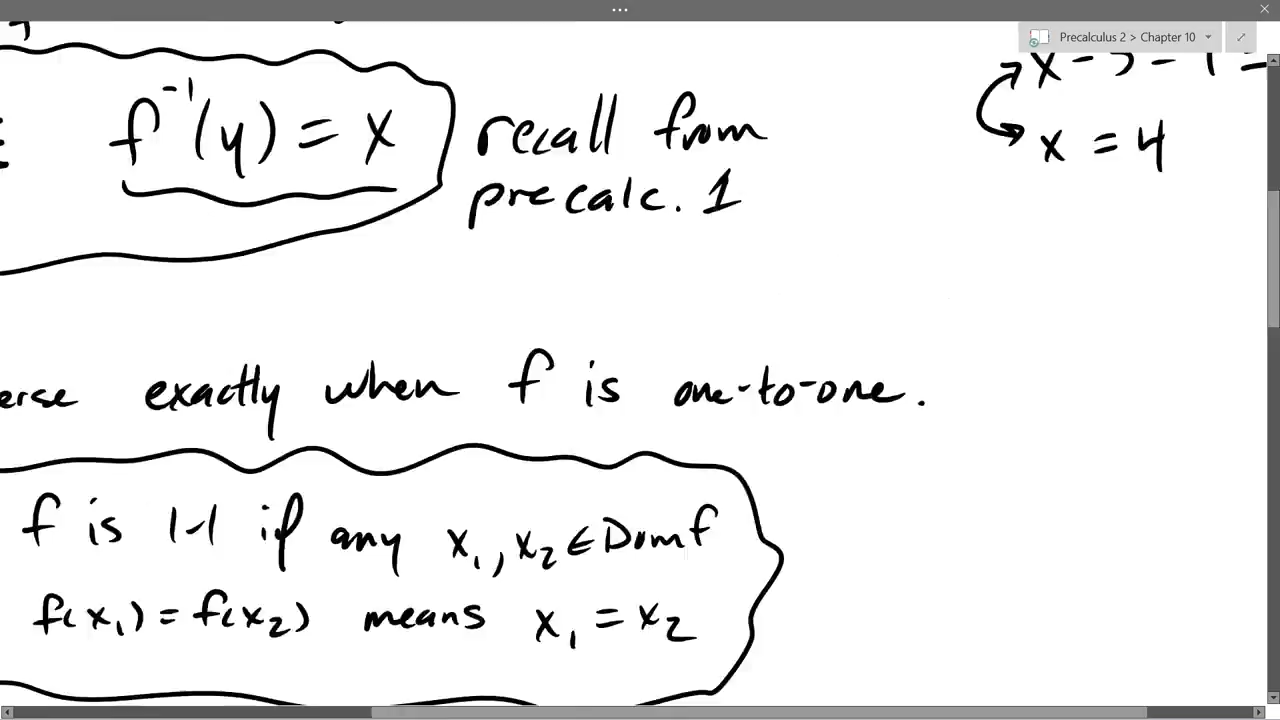 Precalculus 2 > Chapter 10
f⁻¹(y) = x recall from
precalc. 1
x = 4
exactly when f is one-to-one.
f is 1-1 if any x₁, x₂ ∈ Dom f
f(x₁) = f(x₂) means x₁ = x₂